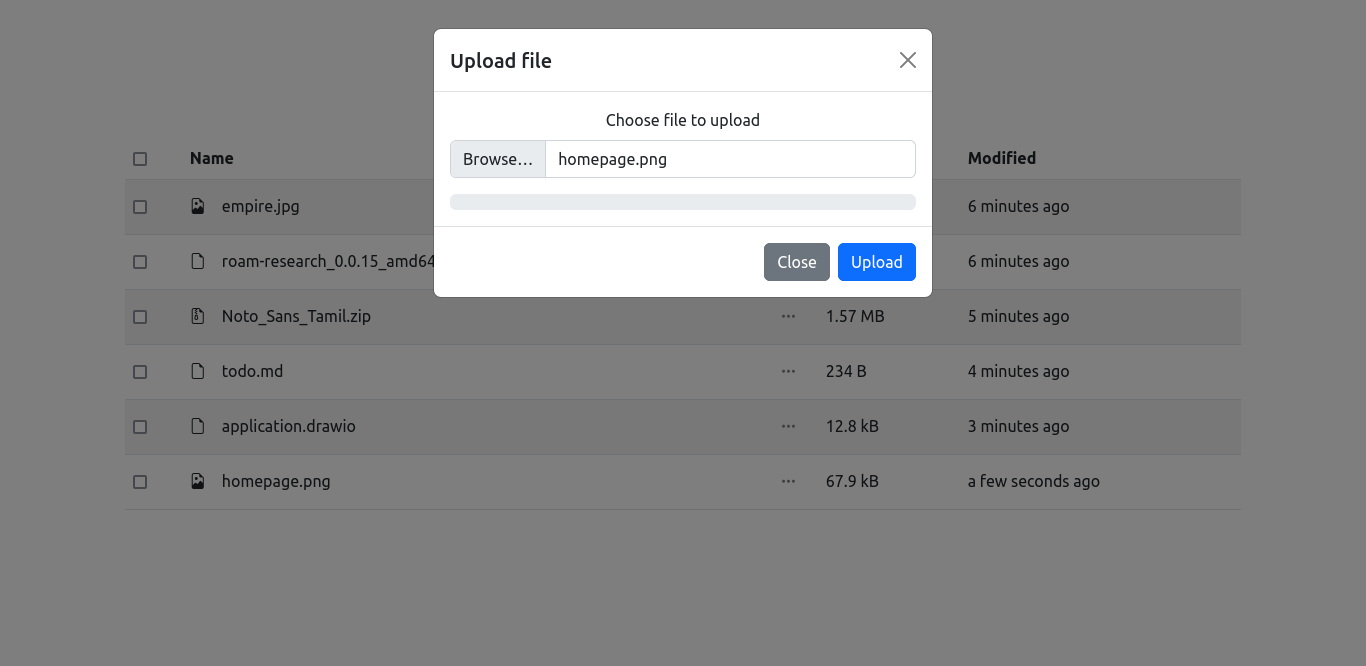 Upload file
Choose file to upload
Browse... homepage.png
Close Upload
Name Modified
empire.jpg 6 minutes ago
roam-research_0.0.15_amd64 6 minutes ago
Noto_Sans_Tamil.zip ... 1.57 MB 5 minutes ago
todo.md ... 234 B 4 minutes ago
application.drawio ... 12.8 kB 3 minutes ago
homepage.png ... 67.9 kB a few seconds ago